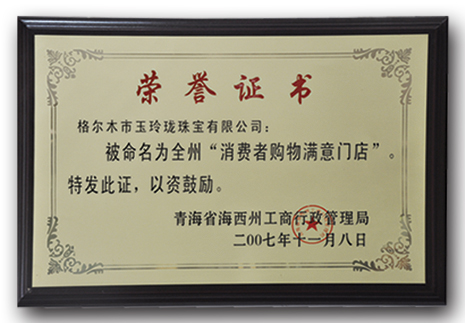 荣誉证书
格尔木市玉玲珑珠宝有限公司：
被命名为全州“消费者购物满意门店”。
特发此证，以资鼓励。
青海省海西州工商行政管理局
二00七年十一月八日